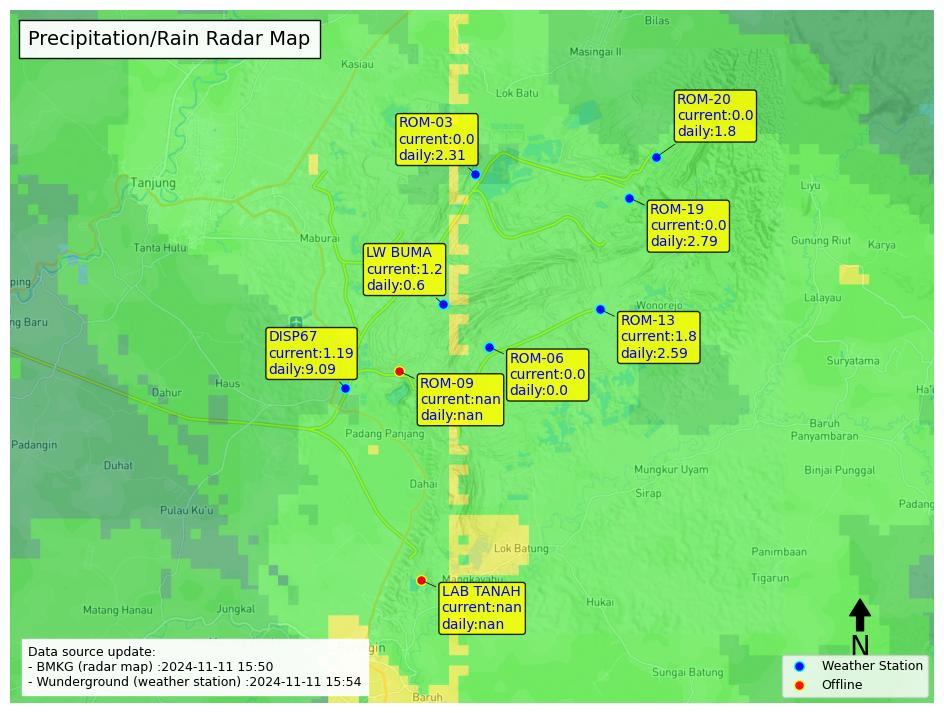 Precipitation/Rain Radar Map
Bilas
Masingai II
Kasiau
Lok Batu
ROM-20
current:0.0
daily:1.8
ROM-03
current:0.0
daily:2.31
Tanjung
Liyu
ROM-19
current:0.0
daily:2.79
Maburai
Tanta Hulu
Gunung Riut
Karya
LW BUMA
current:1.2
daily:0.6
ping
Lalayau
Wonorejo
ng Baru
ROM-13
current:1.8
daily:2.59
DISP67
current:1.19
daily:9.09
ROM-06
current:0.0
daily:0.0
Suryatama
Haus
Dahur
ROM-09
current:nan
daily:nan
Ha'u
Baruh
Panyambaran
Padang Panjang
Padangin
Duhat
Mungkur Uyam
Binjai Punggal
Dahai
Sirap
Padang
Pulau Ku'u
Lok Batung
Panimbaan
Mangkayahu
Tigarun
LAB TANAH
current:nan
daily:nan
Hukai
Matang Hanau
Jungkal
N
Data source update:
- BMKG (radar map) :2024-11-11 15:50
- Wunderground (weather station) :2024-11-11 15:54
Sungai Batung
Baruh
Weather Station
Offline